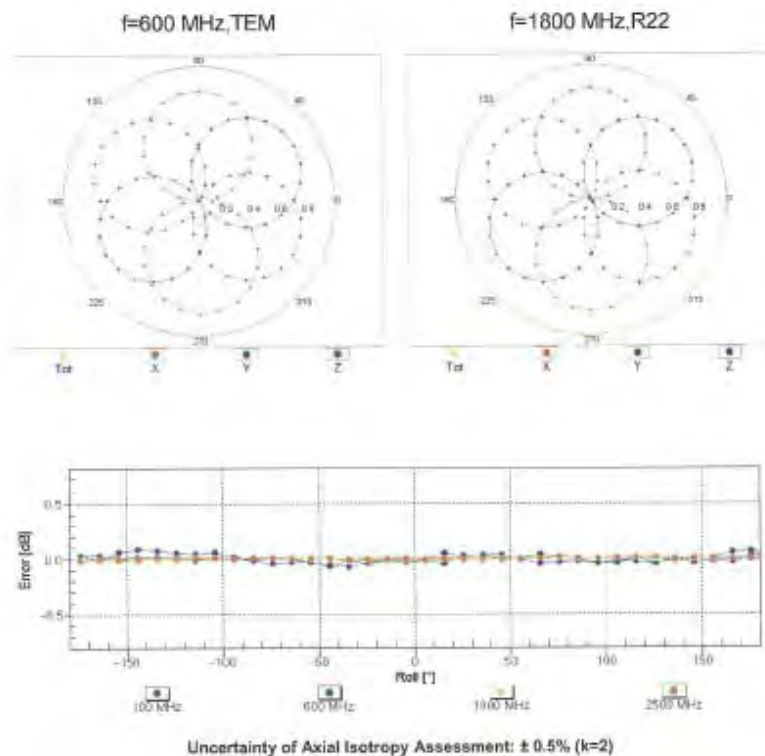 f=600 MHz,TEM
f=1800 MHz,R22
90
135
45
180
0
0.2 0.4 0.6 0.8
225
315
270
Tot X Y Z
90
135
45
180
0
0.2 0.4 0.6 0.8
225
315
270
Tot X Y Z
Error [dB]
0.5
0.0
-0.5
-150 -100 -50 0 50 100 150
Roll [°]
100 MHz
600 MHz
1800 MHz
2500 MHz
Uncertainty of Axial Isotropy Assessment: ± 0.5% (k=2)